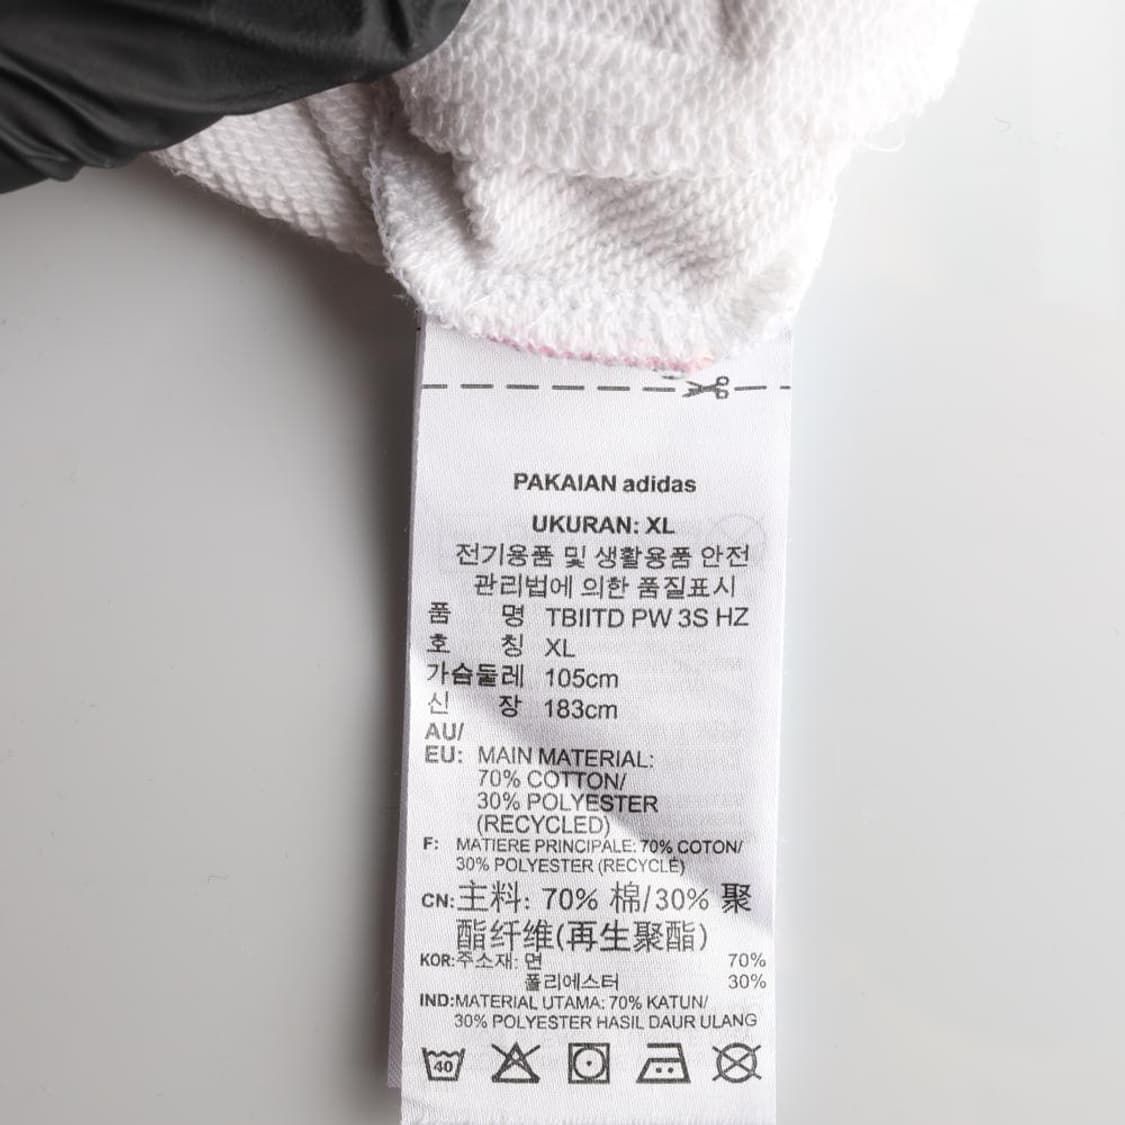 PAKAIAN adidas
UKURAN: XL
전기용품 및 생활용품 안전
관리법에 의한 품질표시
품 명 TBIITD PW 3S HZ
호 칭 XL
가슴둘레 105cm
신 장 183cm
AU/
EU: MAIN MATERIAL:
70% COTTON/
30% POLYESTER
(RECYCLED)
F: MATIERE PRINCIPALE: 70% COTON/
30% POLYESTER (RECYCLÉ)
CN:主料: 70% 棉/30% 聚
酯纤维(再生聚酯)
KOR:주소재: 면 70%
폴리에스터 30%
IND:MATERIAL UTAMA: 70% KATUN/
30% POLYESTER HASIL DAUR ULANG
40